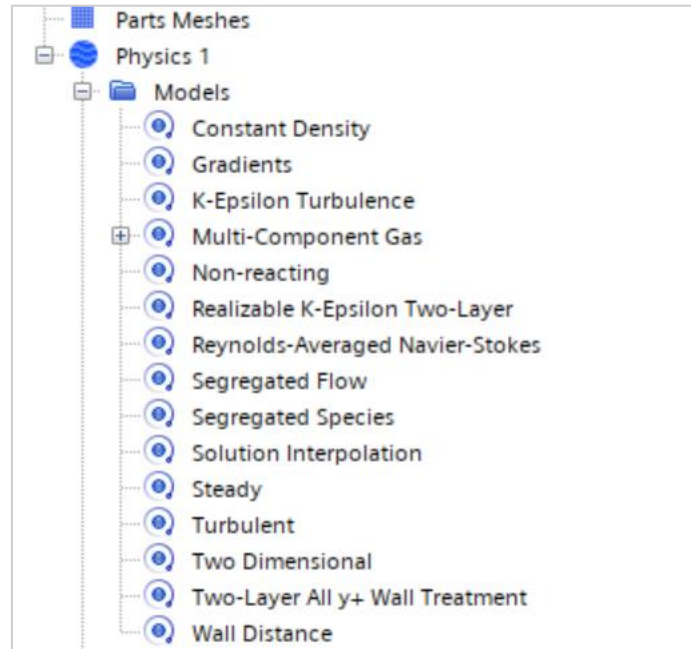 Parts Meshes
Physics 1
Models
Constant Density
Gradients
K-Epsilon Turbulence
Multi-Component Gas
Non-reacting
Realizable K-Epsilon Two-Layer
Reynolds-Averaged Navier-Stokes
Segregated Flow
Segregated Species
Solution Interpolation
Steady
Turbulent
Two Dimensional
Two-Layer All y+ Wall Treatment
Wall Distance